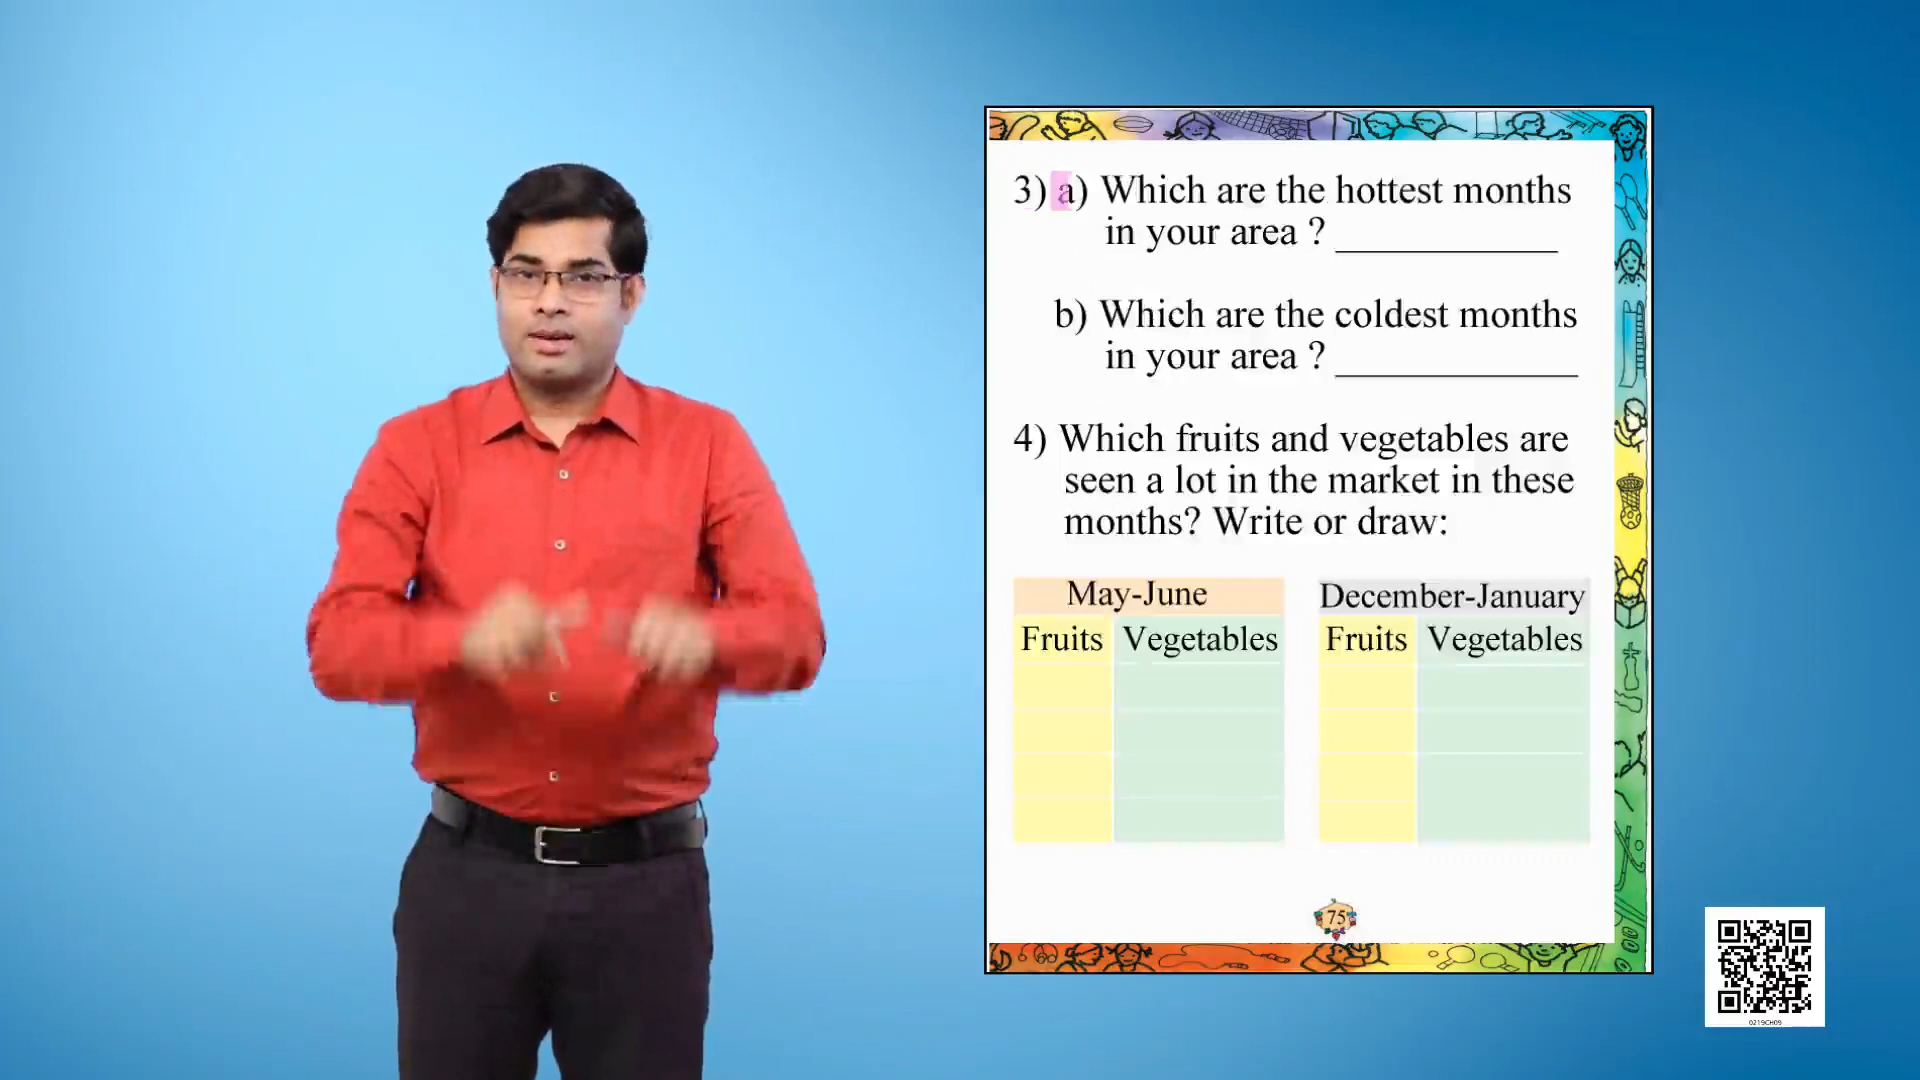 3) a) Which are the hottest months
in your area ? ____________
b) Which are the coldest months
in your area ? _____________
4) Which fruits and vegetables are
seen a lot in the market in these
months? Write or draw:
May-June
Fruits Vegetables
December-January
Fruits Vegetables
75
0219CH09